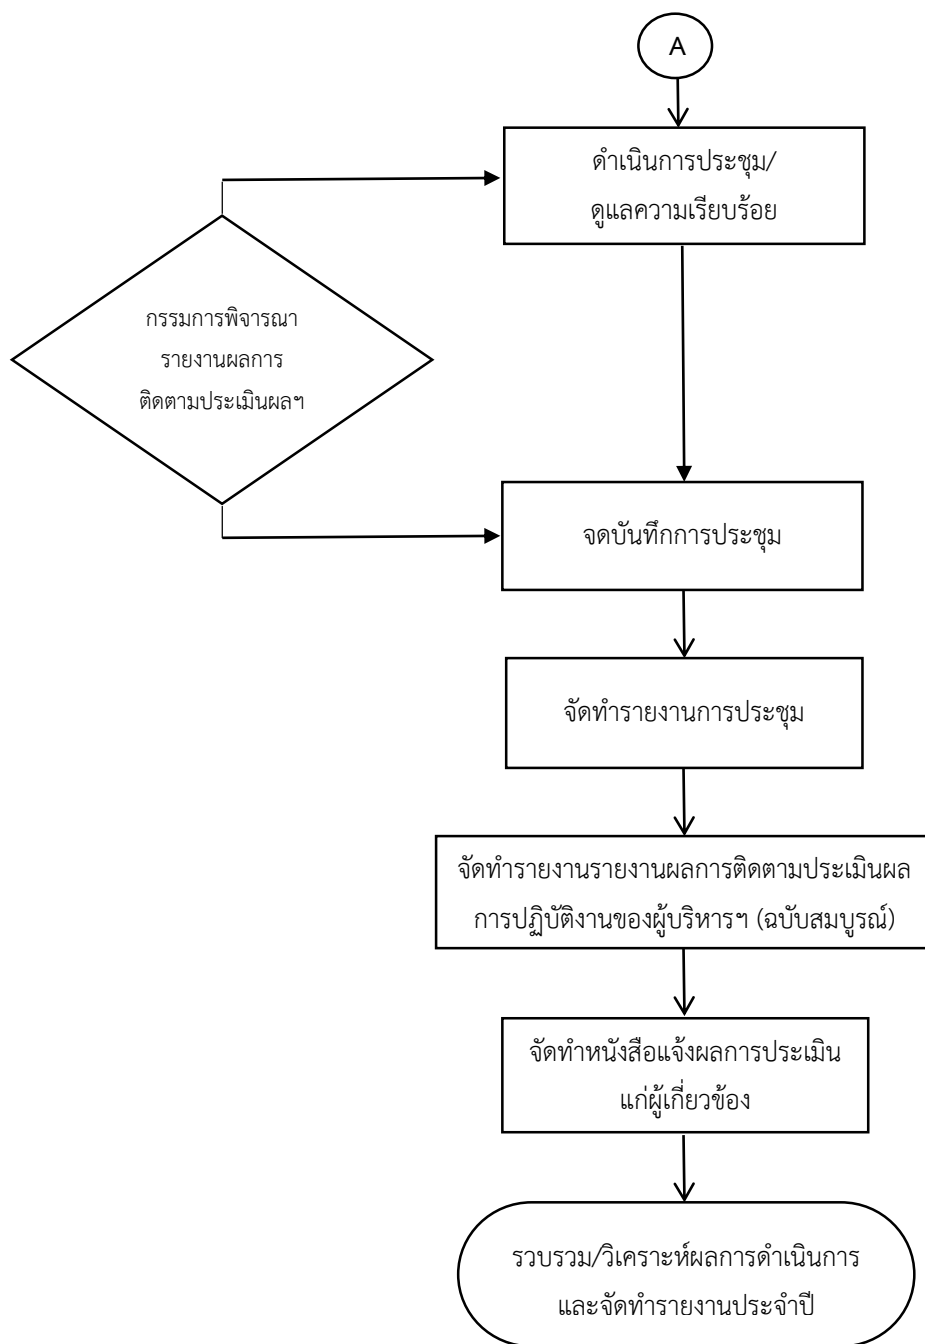 A
ดำเนินการประชุม/
ดูแลความเรียบร้อย
กรรมการพิจารณา
รายงานผลการ
ติดตามประเมินผลฯ
จดบันทึกการประชุม
จัดทำรายงานการประชุม
จัดทำรายงานรายงานผลการติดตามประเมินผล
การปฏิบัติงานของผู้บริหารฯ (ฉบับสมบูรณ์)
จัดทำหนังสือแจ้งผลการประเมิน
แก่ผู้เกี่ยวข้อง
รวบรวม/วิเคราะห์ผลการดำเนินการ
และจัดทำรายงานประจำปี